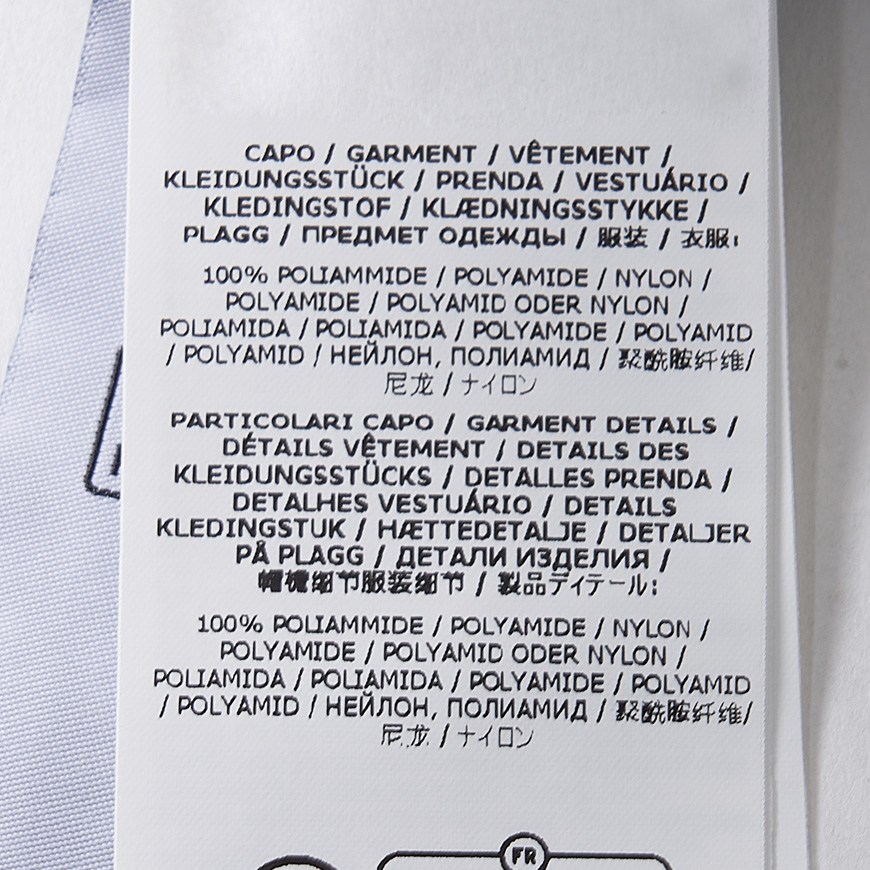 CAPO / GARMENT / VÊTEMENT /
KLEIDUNGSSTÜCK / PRENDA / VESTUÁRIO /
KLEDINGSTOF / KLÆDNINGSSTYKKE /
PLAGG / ПРЕДМЕТ ОДЕЖДЫ / 服装 / 衣服:
100% POLIAMMIDE / POLYAMIDE / NYLON /
POLYAMIDE / POLYAMID ODER NYLON /
POLIAMIDA / POLIAMIDA / POLYAMIDE / POLYAMID
/ POLYAMID / НЕЙЛОН, ПОЛИАМИД / 聚酰胺纤维/
尼龙 / ナイロン
PARTICOLARI CAPO / GARMENT DETAILS /
DÉTAILS VÊTEMENT / DETAILS DES
KLEIDUNGSSTÜCKS / DETALLES PRENDA /
DETALHES VESTUÁRIO / DETAILS
KLEDINGSTUK / HÆTTEDETALJE / DETALJER
PÅ PLAGG / ДЕТАЛИ ИЗДЕЛИЯ /
帽檐细节服装细节 / 製品ディテール:
100% POLIAMMIDE / POLYAMIDE / NYLON /
POLYAMIDE / POLYAMID ODER NYLON /
POLIAMIDA / POLIAMIDA / POLYAMIDE / POLYAMID
/ POLYAMID / НЕЙЛОН, ПОЛИАМИД / 聚酰胺纤维/
尼龙 / ナイロン
FR